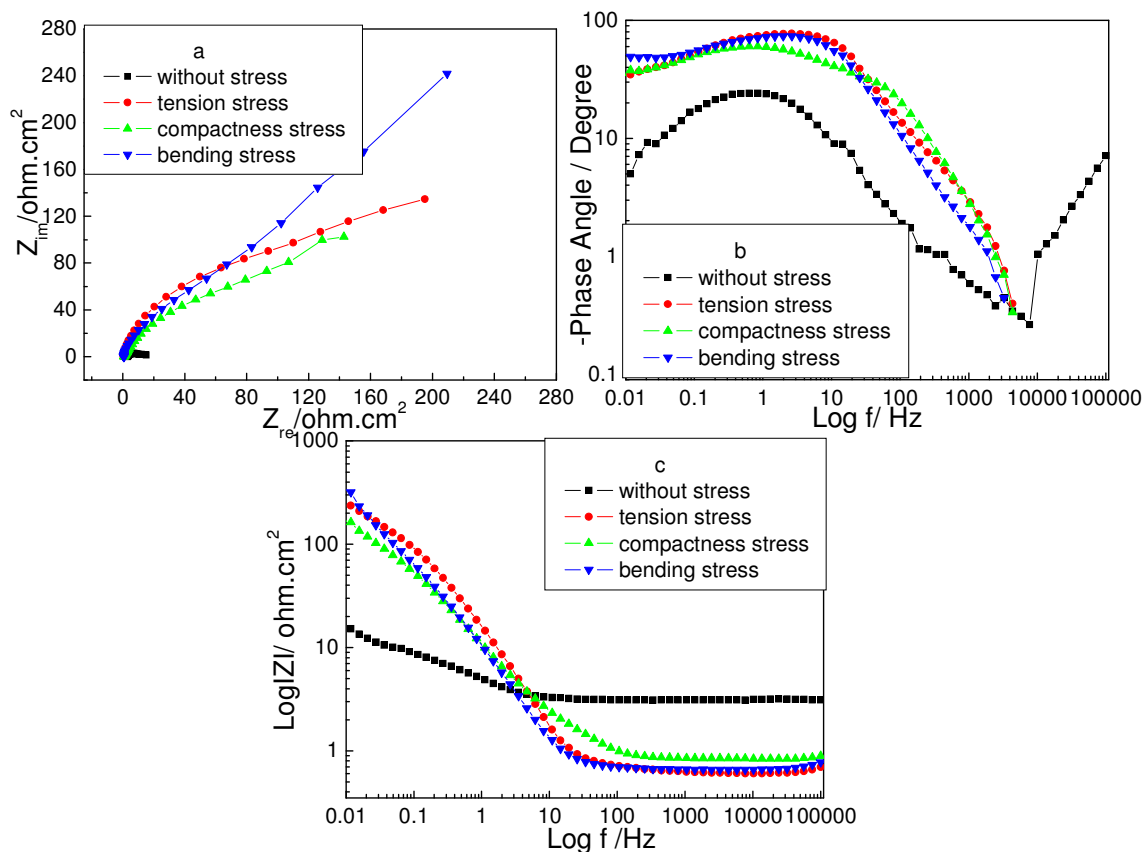 280
240
200
160
120
80
40
0
Z_im/ohm.cm²
a
without stress
tension stress
compactness stress
bending stress
0 40 80 120 160 200 240 280
Z_re/ohm.cm²
100
10
1
0.1
-Phase Angle / Degree
b
without stress
tension stress
compactness stress
bending stress
0.01 0.1 1 10 100 1000 10000 100000
Log f/ Hz
1000
100
10
1
LogIZI/ ohm.cm²
c
without stress
tension stress
compactness stress
bending stress
0.01 0.1 1 10 100 1000 10000 100000
Log f /Hz